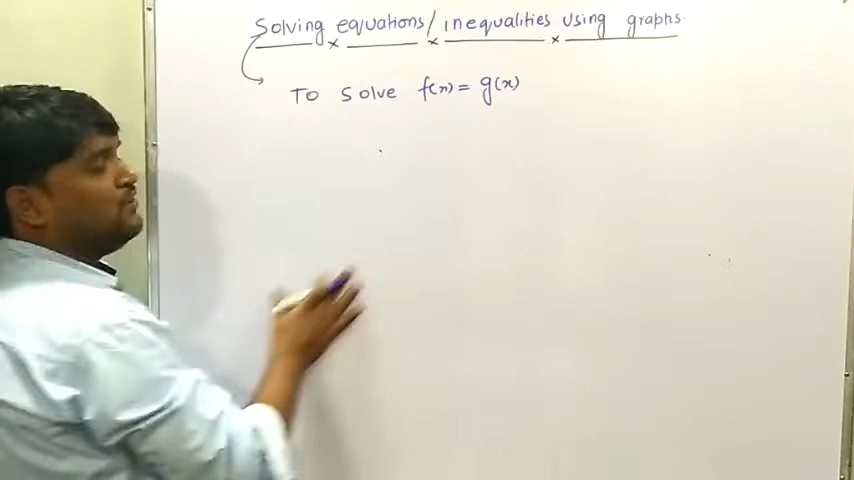 Solving equations/inequalities using graphs.
To solve f(x) = g(x)